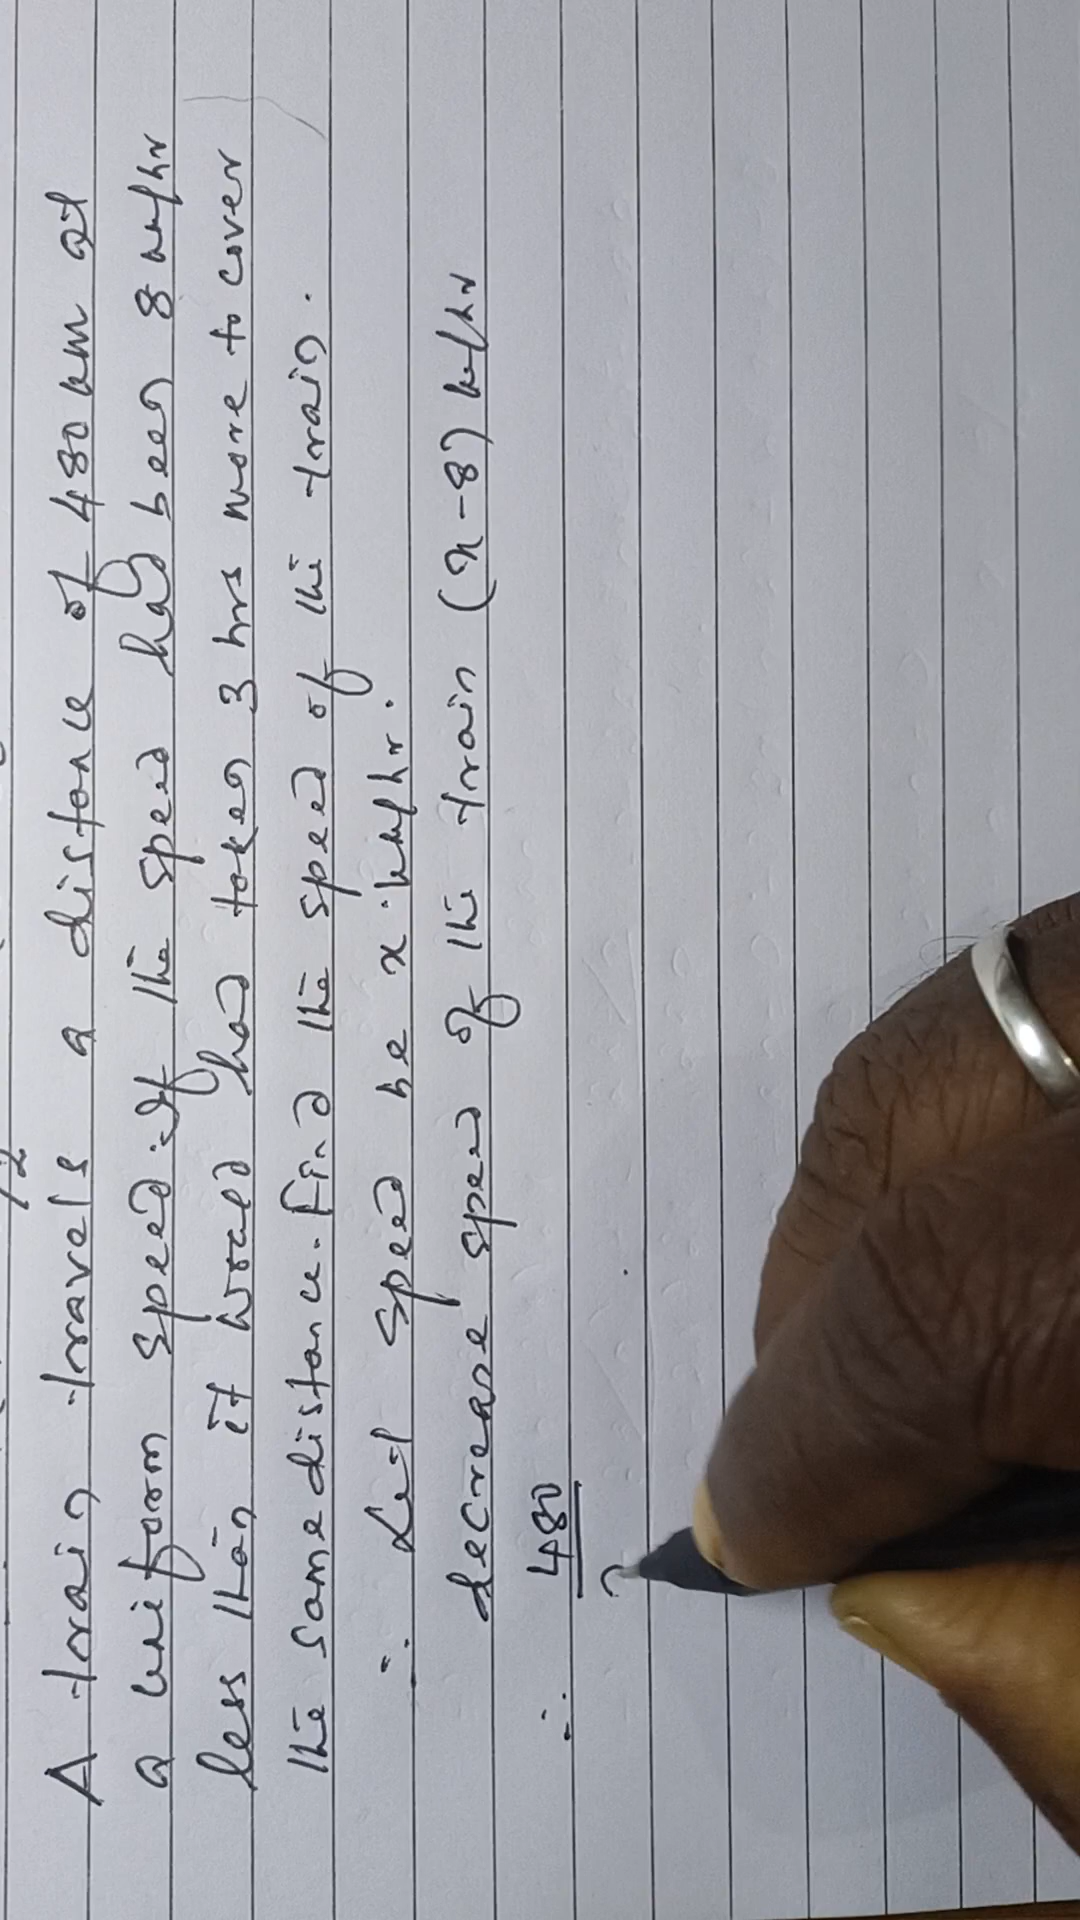 A train travels a distance of 480 km at
a uniform speed. If the speed had been 8 km/hr
less than it would had taken 3 hrs more to cover
the same distance. Find the speed of the train.
∴ Let speed be x km/hr.
decrease speed of the train (x-8) km/hr
∴ 480